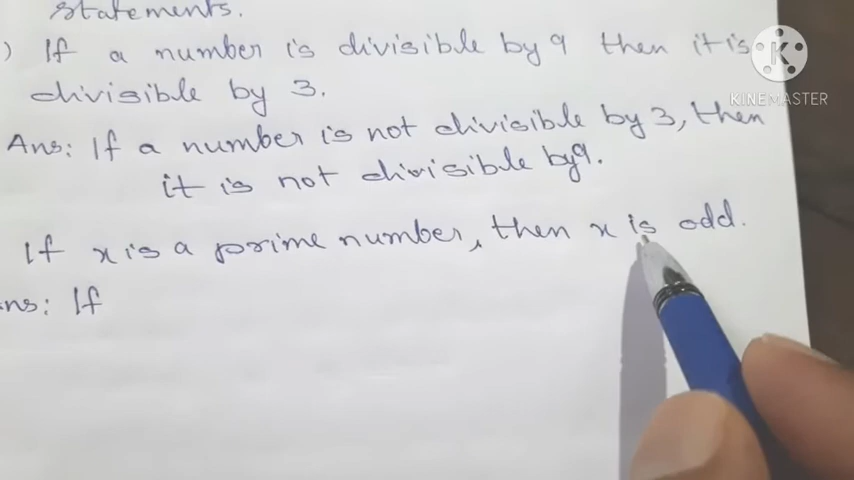 statements.
) If a number is divisible by 9 then it is
divisible by 3.
Ans: If a number is not divisible by 3, then
it is not divisible by 9.
If x is a prime number, then x is odd.
ns: If
K
KINEMASTER